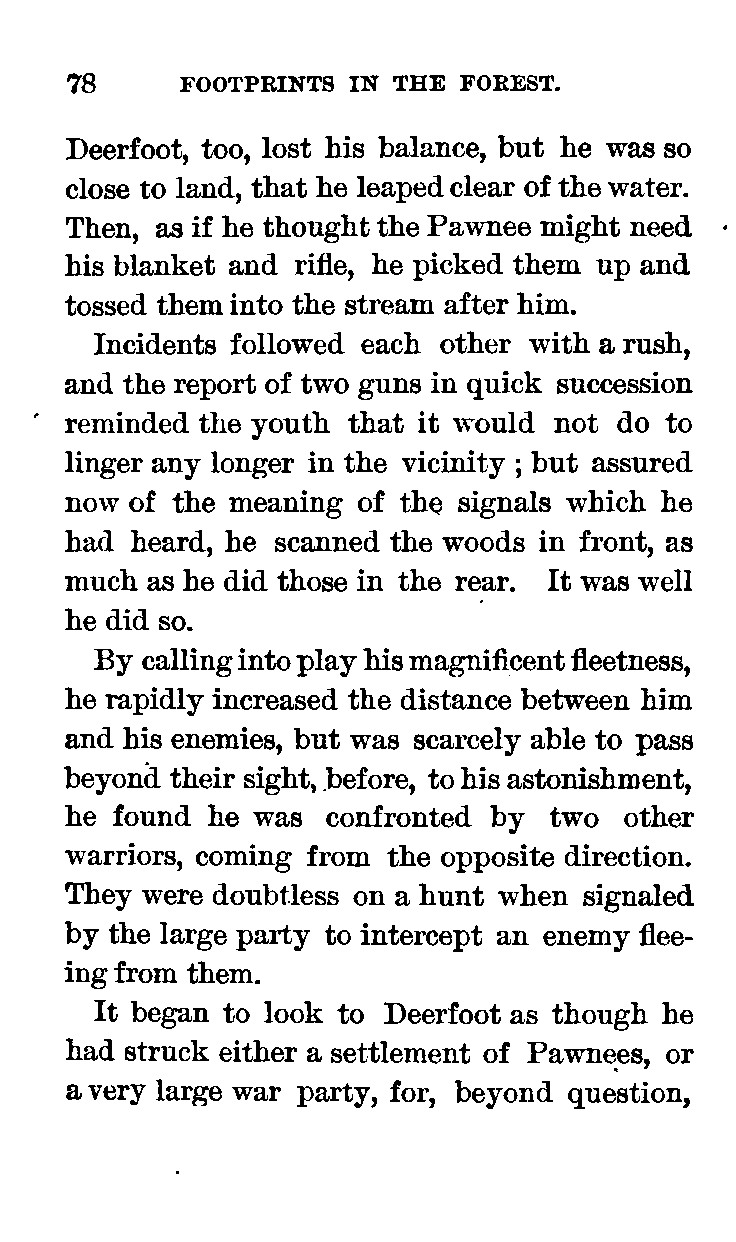 78 FOOTPRINTS IN THE FOREST.
Deerfoot, too, lost his balance, but he was so
close to land, that he leaped clear of the water.
Then, as if he thought the Pawnee might need
his blanket and rifle, he picked them up and
tossed them into the stream after him.
Incidents followed each other with a rush,
and the report of two guns in quick succession
reminded the youth that it would not do to
linger any longer in the vicinity ; but assured
now of the meaning of the signals which he
had heard, he scanned the woods in front, as
much as he did those in the rear. It was well
he did so.
By calling into play his magnificent fleetness,
he rapidly increased the distance between him
and his enemies, but was scarcely able to pass
beyond their sight, before, to his astonishment,
he found he was confronted by two other
warriors, coming from the opposite direction.
They were doubtless on a hunt when signaled
by the large party to intercept an enemy flee-
ing from them.
It began to look to Deerfoot as though he
had struck either a settlement of Pawnees, or
a very large war party, for, beyond question,